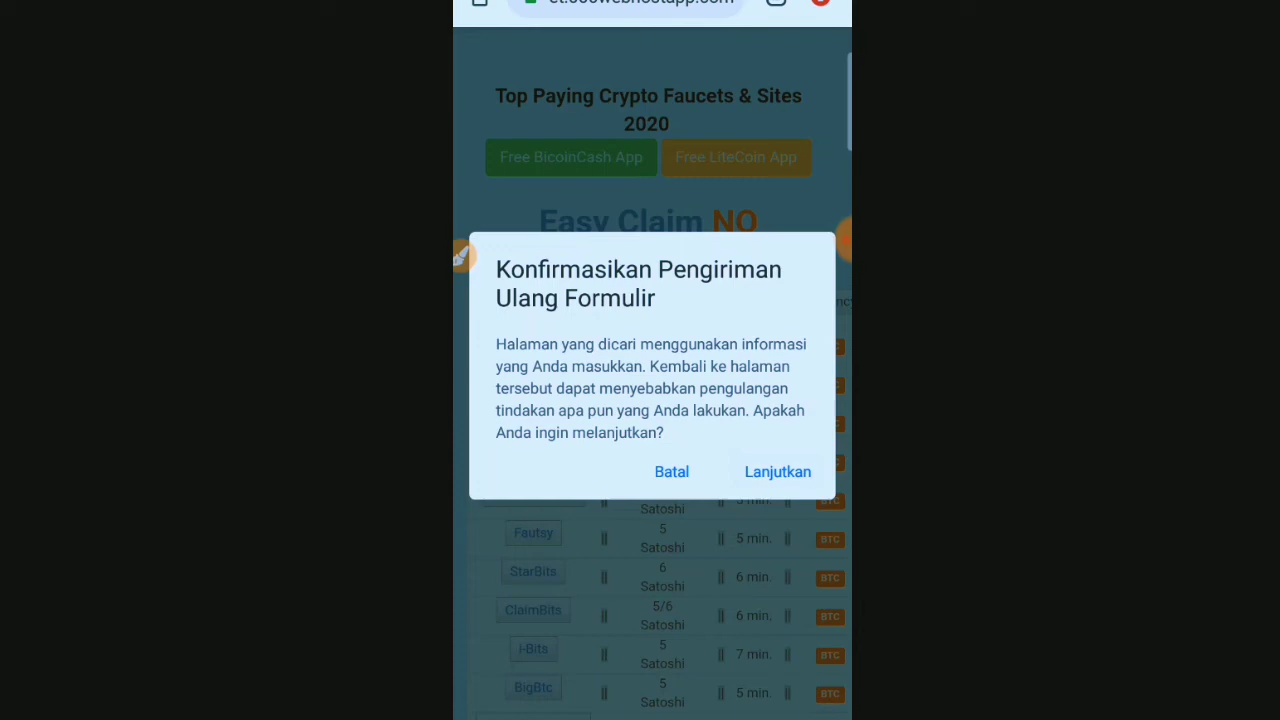 Top Paying Crypto Faucets & Sites
2020
Free BicoinCash App Free LiteCoin App
Easy Claim NO
Konfirmasikan Pengiriman
Ulang Formulir
Halaman yang dicari menggunakan informasi
yang Anda masukkan. Kembali ke halaman
tersebut dapat menyebabkan pengulangan
tindakan apa pun yang Anda lakukan. Apakah
Anda ingin melanjutkan?
Batal Lanjutkan
Satoshi
Fautsy || 5 Satoshi || 5 min. || BTC
StarBits || 6 Satoshi || 6 min. || BTC
ClaimBits || 5/6 Satoshi || 6 min. || BTC
i-Bits || 5 Satoshi || 7 min. || BTC
BigBtc || 5 Satoshi || 5 min. || BTC